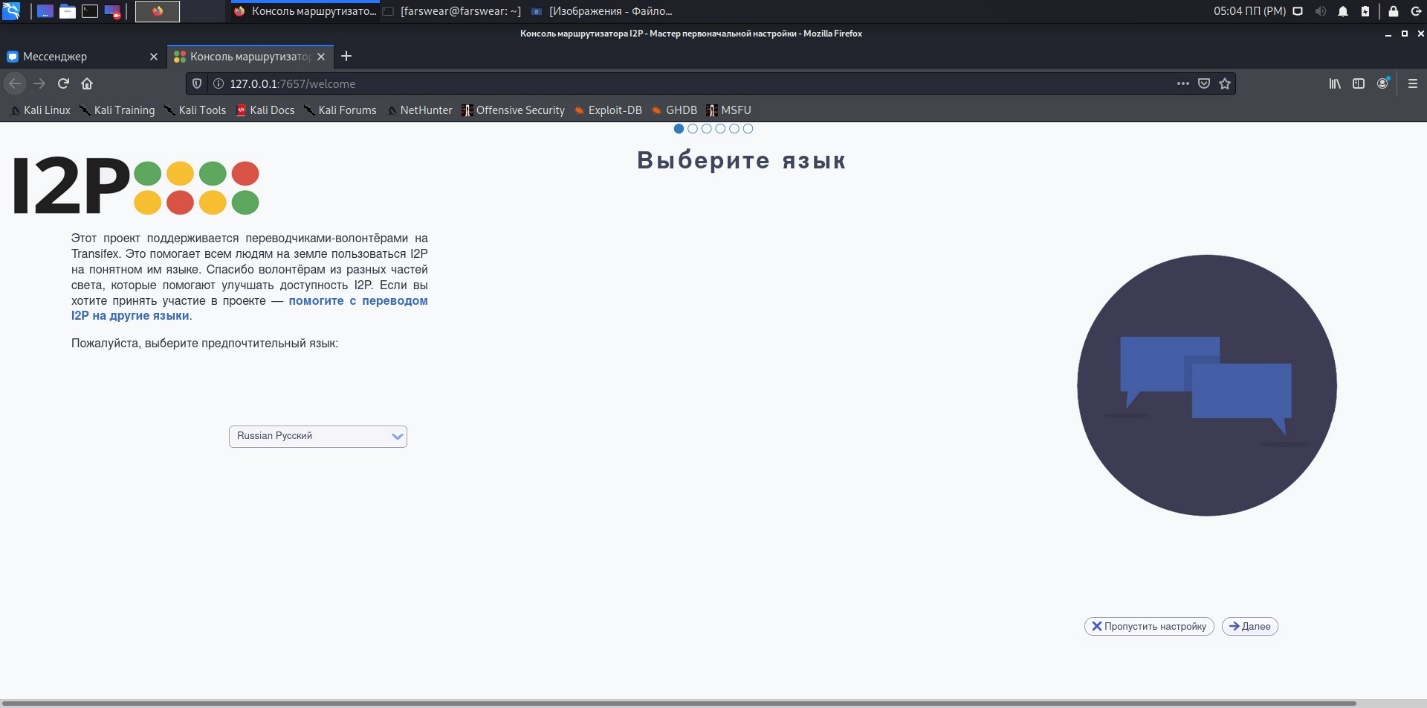 Консоль маршрутизато...
[farswear@farswear: ~]
[Изображения - Файло...
05:04 ПП (PM)
Консоль маршрутизатора I2P - Мастер первоначальной настройки - Mozilla Firefox
Мессенджер
Консоль маршрутизатор
127.0.0.1:7657/welcome
Kali Linux
Kali Training
Kali Tools
Kali Docs
Kali Forums
NetHunter
Offensive Security
Exploit-DB
GHDB
MSFU
Выберите язык
I2P
Этот проект поддерживается переводчиками-волонтёрами на
Transifex. Это помогает всем людям на земле пользоваться I2P
на понятном им языке. Спасибо волонтёрам из разных частей
света, которые помогают улучшать доступность I2P. Если вы
хотите принять участие в проекте — помогите с переводом
I2P на другие языки.
Пожалуйста, выберите предпочтительный язык:
Russian Русский
Пропустить настройку
Далее